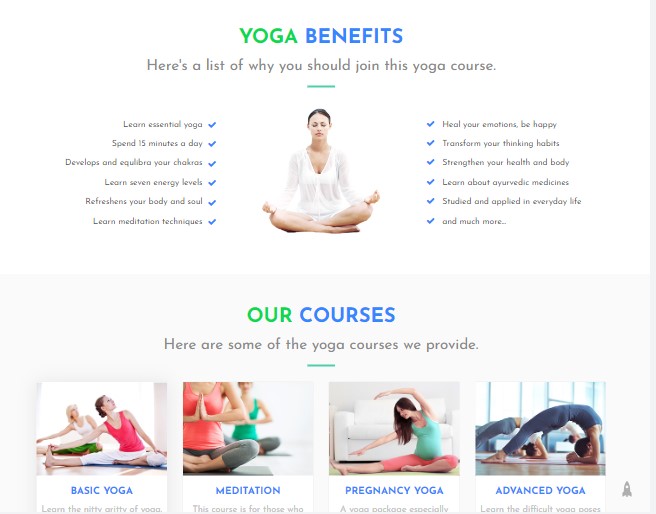 YOGA BENEFITS
Here's a list of why you should join this yoga course.
Learn essential yoga
Spend 15 minutes a day
Develops and equlibra your chakras
Learn seven energy levels
Refreshens your body and soul
Learn meditation techniques
Heal your emotions, be happy
Transform your thinking habits
Strengthen your health and body
Learn about ayurvedic medicines
Studied and applied in everyday life
and much more...
OUR COURSES
Here are some of the yoga courses we provide.
BASIC YOGA
Learn the nitty gritty of yoga,
MEDITATION
This course is for those who
PREGNANCY YOGA
A yoga package especially
ADVANCED YOGA
Learn the difficult yoga poses